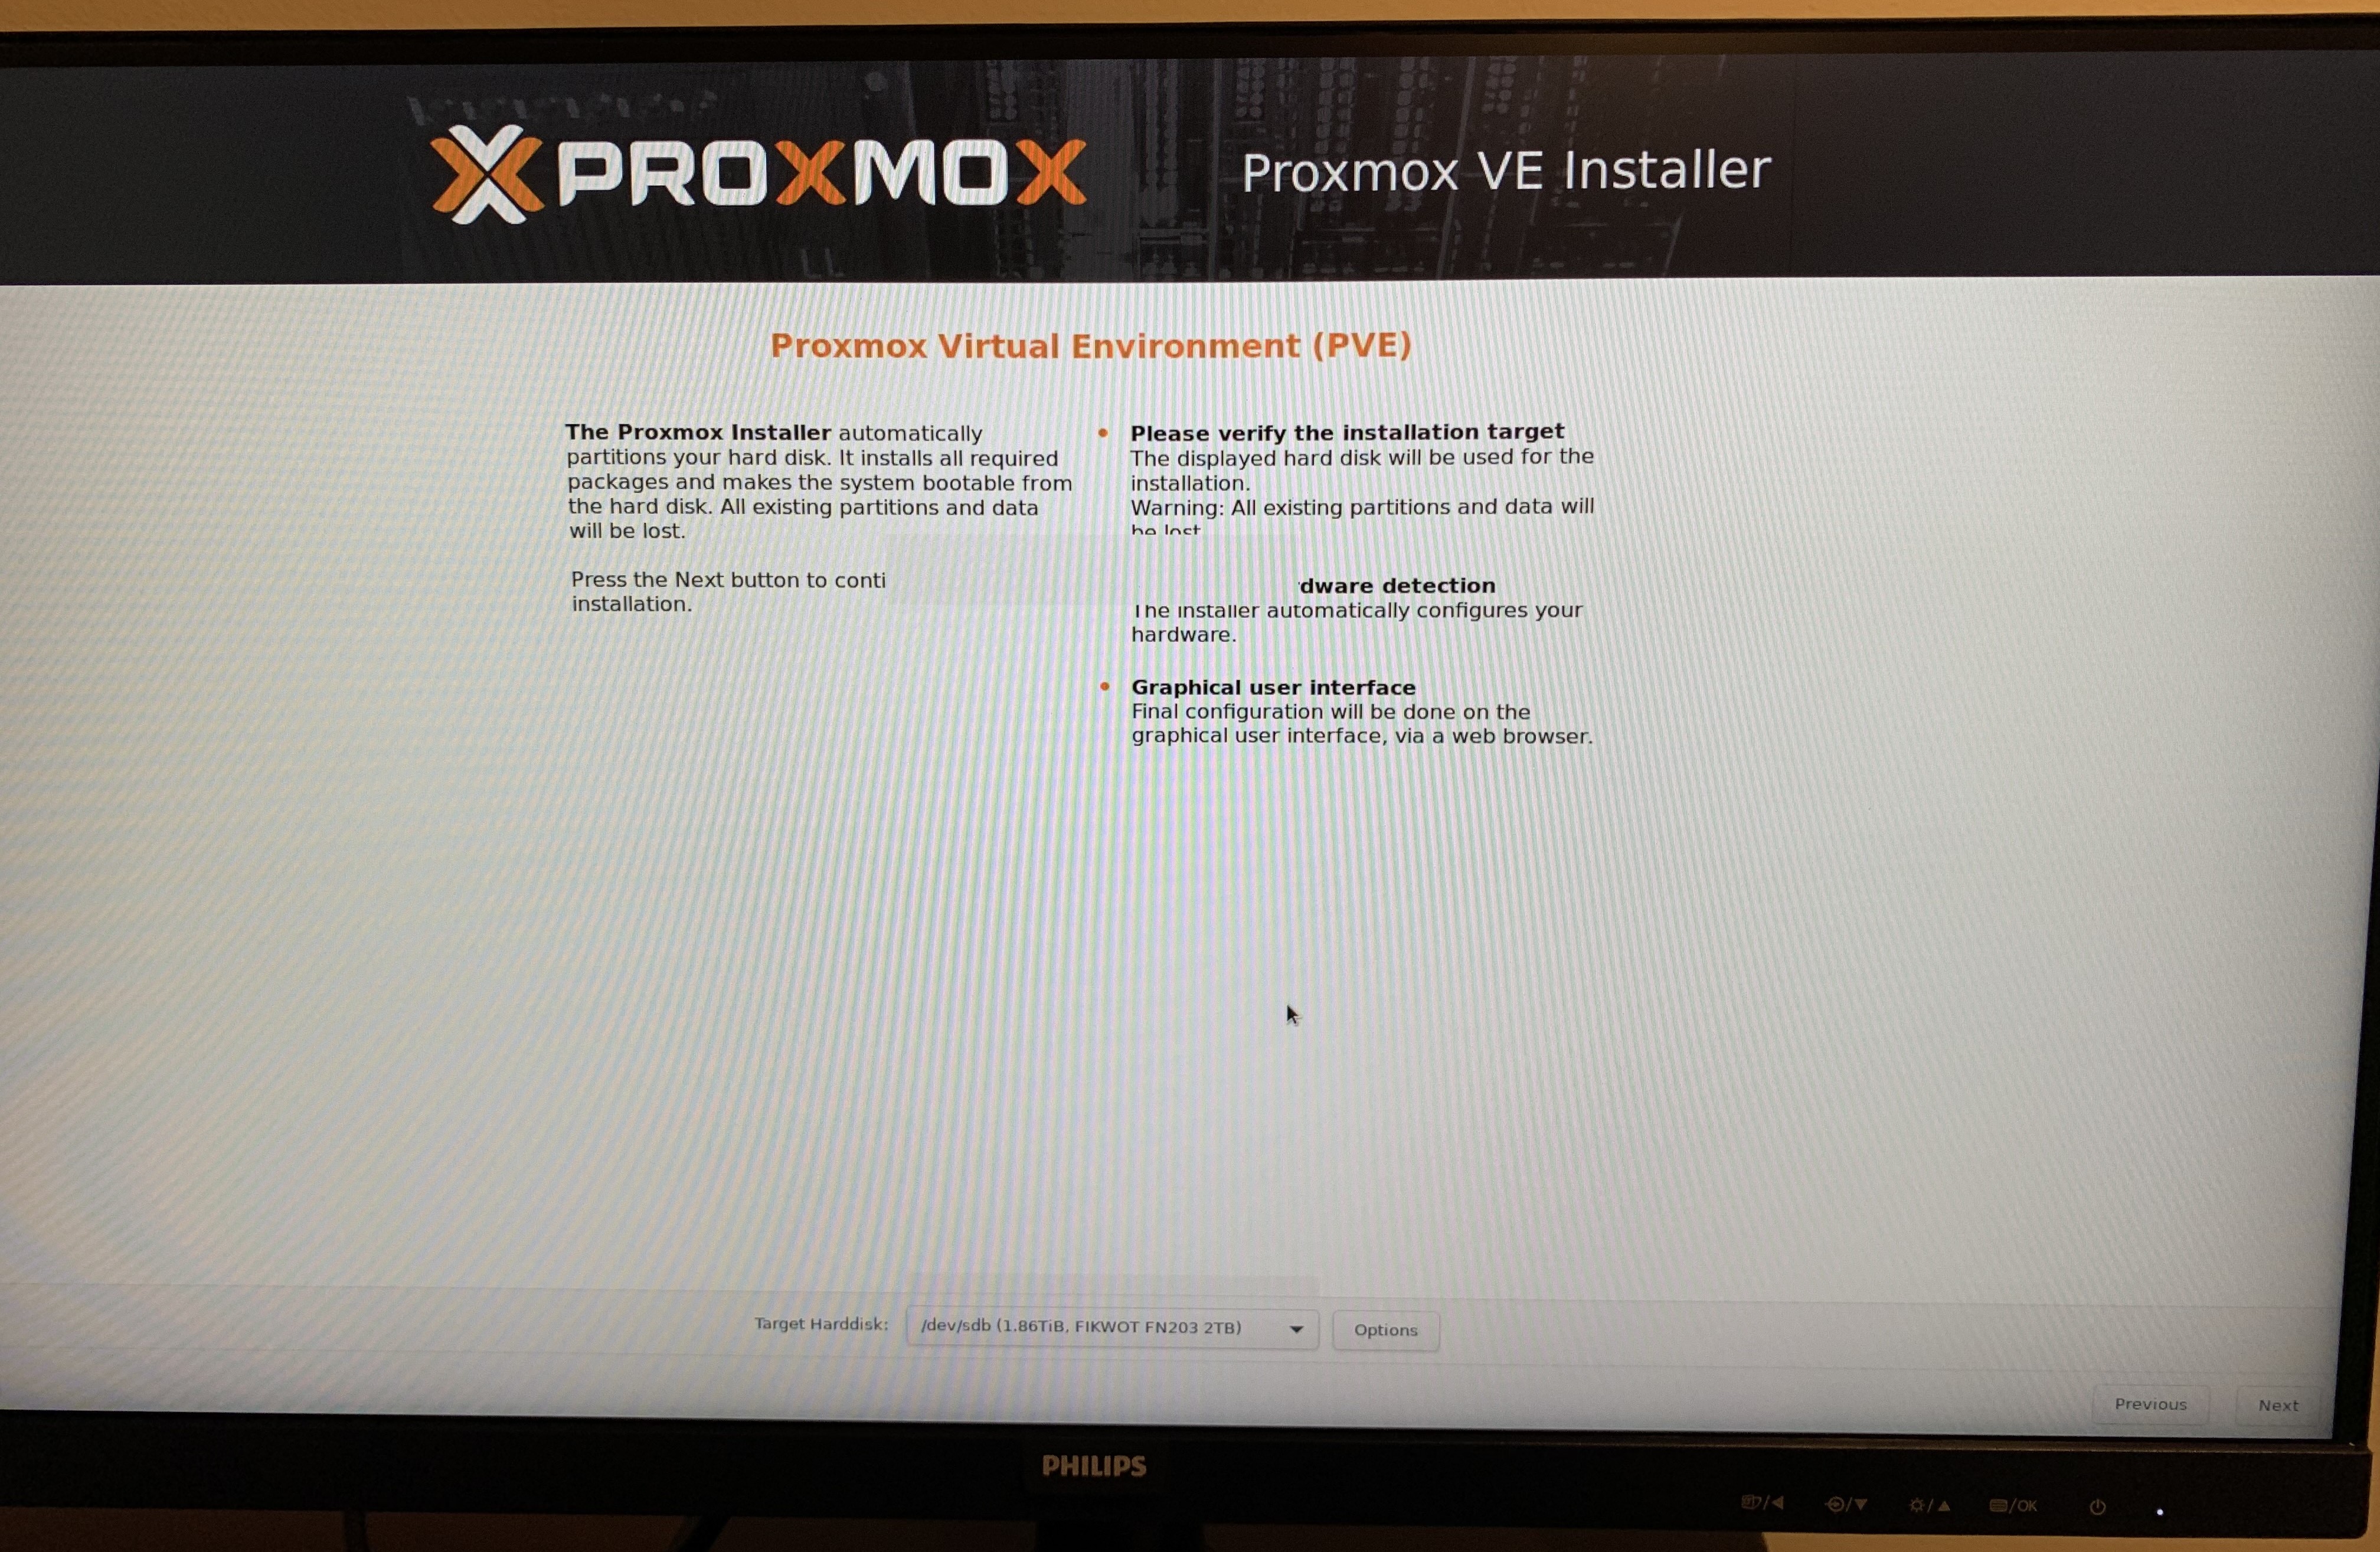 PROXMOX
Proxmox VE Installer
Proxmox Virtual Environment (PVE)
The Proxmox Installer automatically
partitions your hard disk. It installs all required
packages and makes the system bootable from
the hard disk. All existing partitions and data
will be lost.
Press the Next button to conti
installation.
Please verify the installation target
The displayed hard disk will be used for the
installation.
Warning: All existing partitions and data will
be lost
dware detection
The installer automatically configures your
hardware.
Graphical user interface
Final configuration will be done on the
graphical user interface, via a web browser.
Target Harddisk: /dev/sdb (1.86TiB, FIKWOT FN203 2TB) Options
Previous Next
PHILIPS
/OK